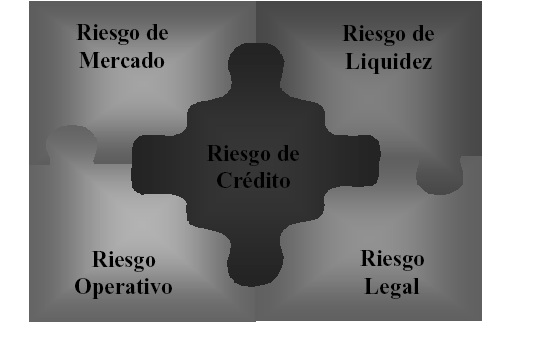 Riesgo de
Mercado
Riesgo de
Liquidez
Riesgo de
Crédito
Riesgo
Operativo
Riesgo
Legal